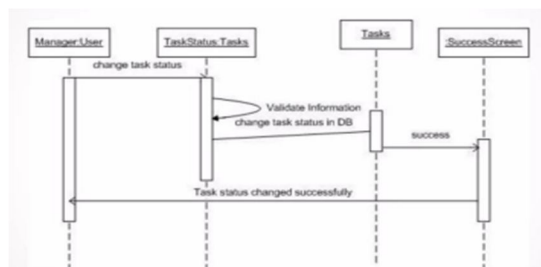 Manager:User
TaskStatus:Tasks
Tasks
:SuccessScreen
change task status
Validate Information
change task status in DB
success
Task status changed successfully